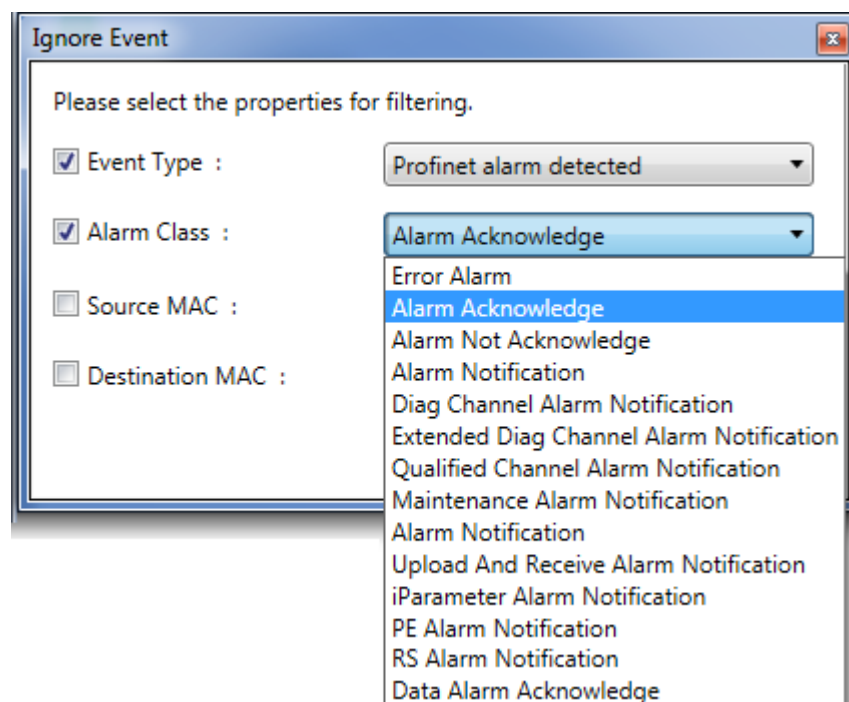 Ignore Event
Please select the properties for filtering.
Event Type : Profinet alarm detected
Alarm Class : Alarm Acknowledge
Error Alarm
Alarm Acknowledge
Source MAC :
Alarm Not Acknowledge
Alarm Notification
Destination MAC :
Diag Channel Alarm Notification
Extended Diag Channel Alarm Notification
Qualified Channel Alarm Notification
Maintenance Alarm Notification
Alarm Notification
Upload And Receive Alarm Notification
iParameter Alarm Notification
PE Alarm Notification
RS Alarm Notification
Data Alarm Acknowledge